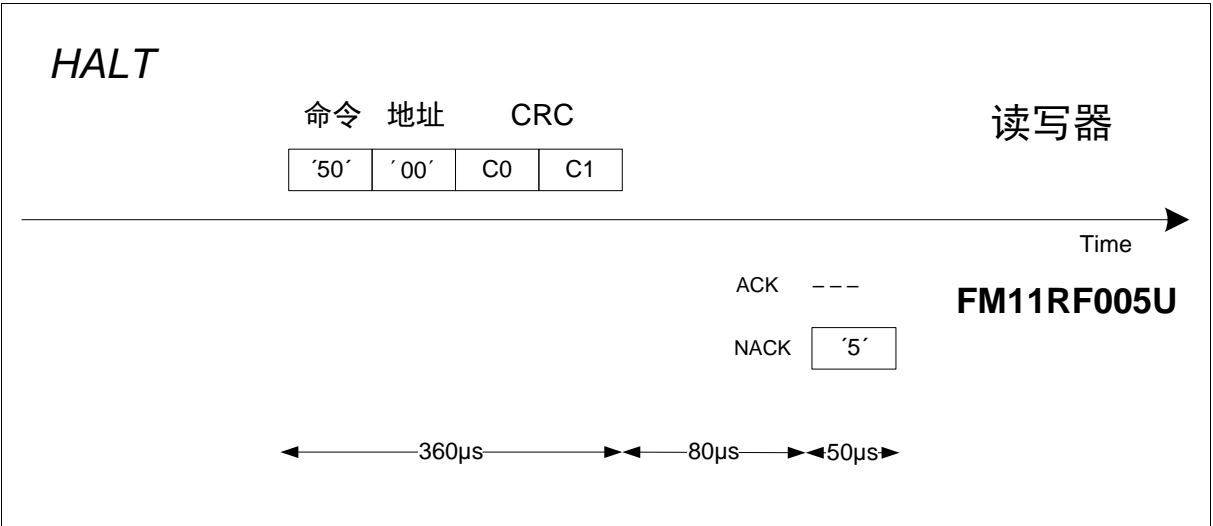 HALT
命令 地址 CRC
读写器
´50´ ´00´ C0 C1
Time
ACK – – –
FM11RF005U
NACK ´5´
360μs 80μs 50μs